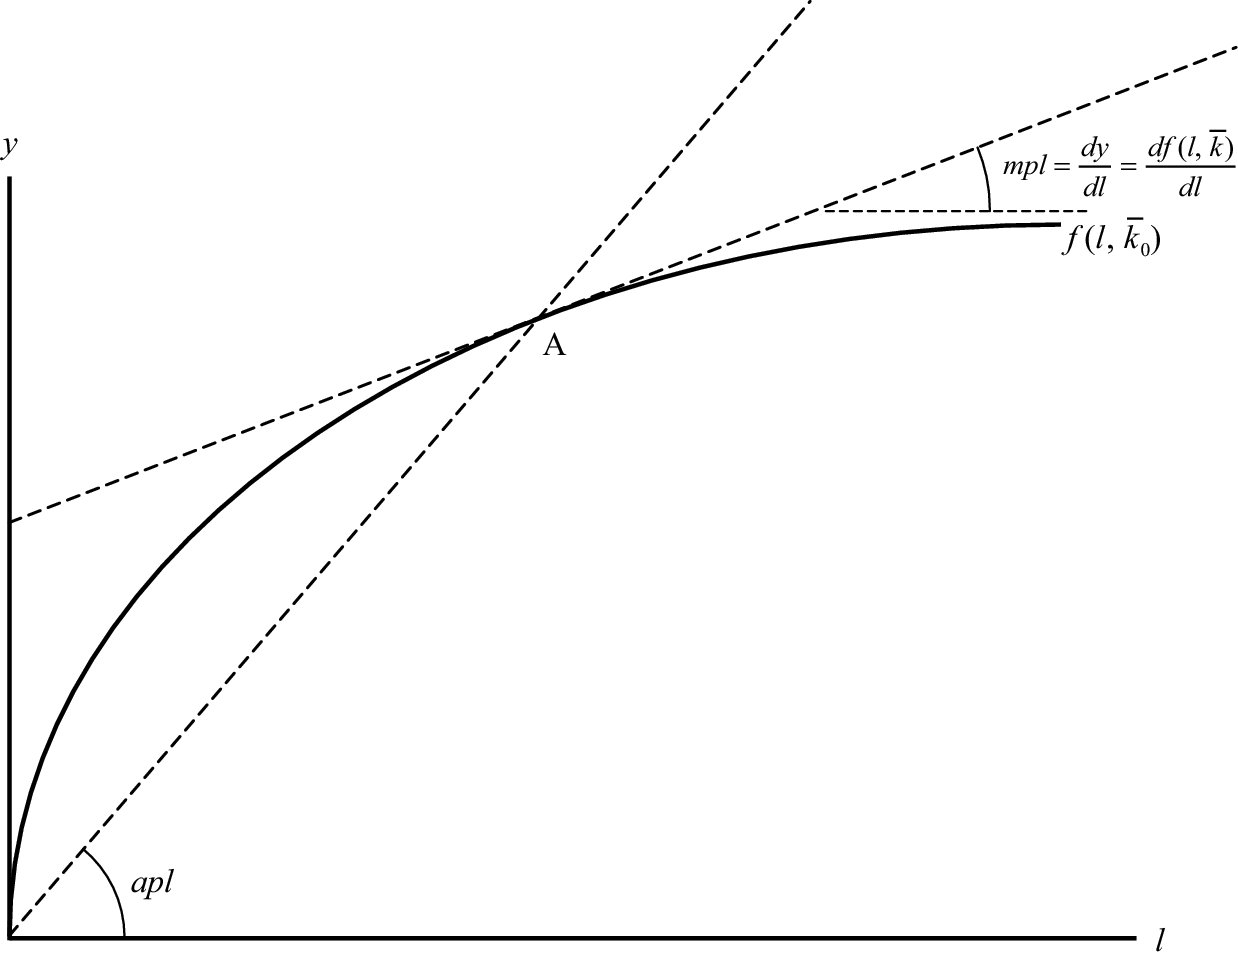 y
mpl = dy/dl = df(l, k̅)/dl
f(l, k̅₀)
A
apl
l